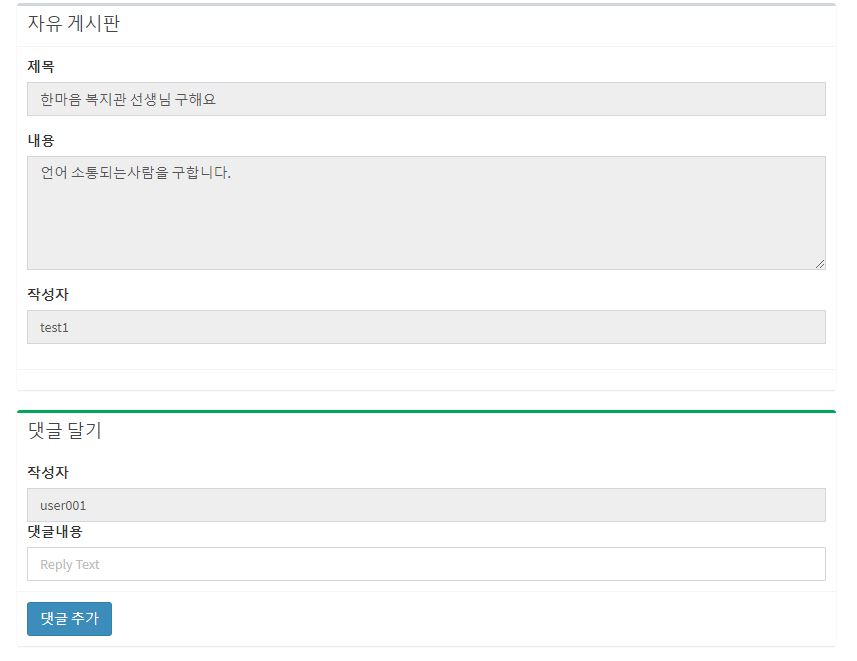 자유 게시판
제목
한마음 복지관 선생님 구해요
내용
언어 소통되는사람을 구합니다.
작성자
test1
댓글 달기
작성자
user001
댓글내용
Reply Text
댓글 추가